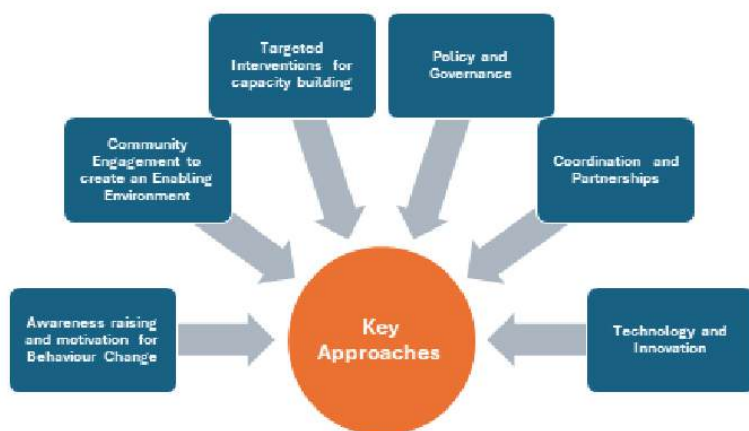 Targeted
Interventions for
capacity building
Policy and
Governance
Community
Engagement to
create an Enabling
Environment
Coordination and
Partnerships
Awareness raising
and motivation for
Behaviour Change
Key
Approaches
Technology and
Innovation